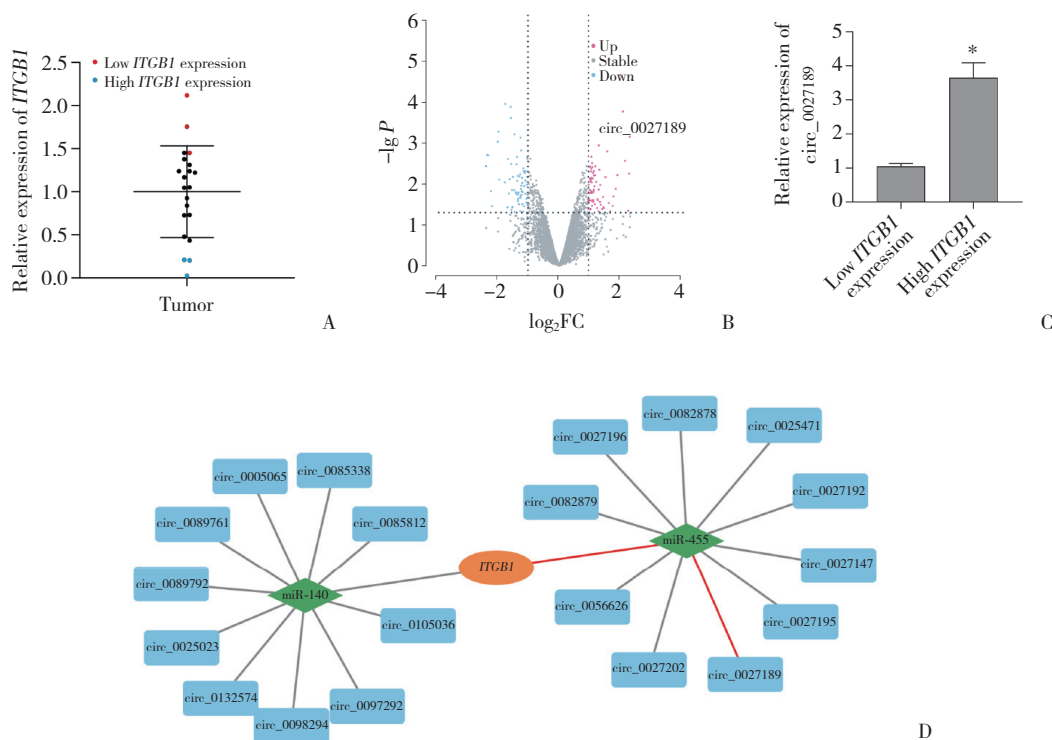 Relative expression of ITGB1
2.5
2.0
1.5
1.0
0.5
0.0
Low ITGB1 expression
High ITGB1 expression
Tumor
A
−lg P
6
5
4
3
2
1
0
Up
Stable
Down
circ_0027189
−4
−2
0
2
4
log₂FC
B
Relative expression of
circ_0027189
5
4
3
2
1
0
*
Low ITGB1
expression
High ITGB1
expression
C
circ_0082878
circ_0025471
circ_0027196
circ_0085338
circ_0005065
circ_0027192
circ_0082879
circ_0089761
circ_0085812
miR-455
ITGB1
circ_0027147
circ_0089792
miR-140
circ_0056626
circ_0027195
circ_0105036
circ_0025023
circ_0027202
circ_0027189
circ_0132574
circ_0097292
circ_0098294
D